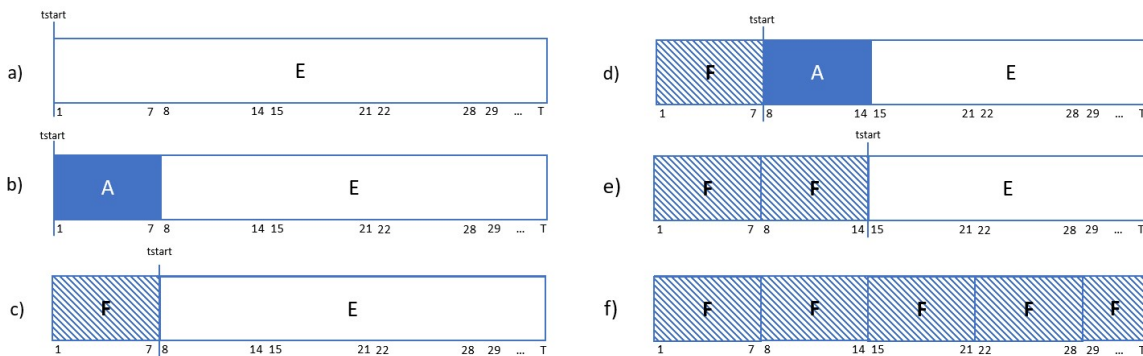 tstart
a)
E
1 7 8 14 15 21 22 28 29 ... T
tstart
b)
A E
1 7 8 14 15 21 22 28 29 ... T
tstart
c)
F E
1 7 8 14 15 21 22 28 29 ... T
tstart
d)
F A E
1 7 8 14 15 21 22 28 29 ... T
tstart
e)
F F E
1 7 8 14 15 21 22 28 29 ... T
f)
F F F F F
1 7 8 14 15 21 22 28 29 ... T